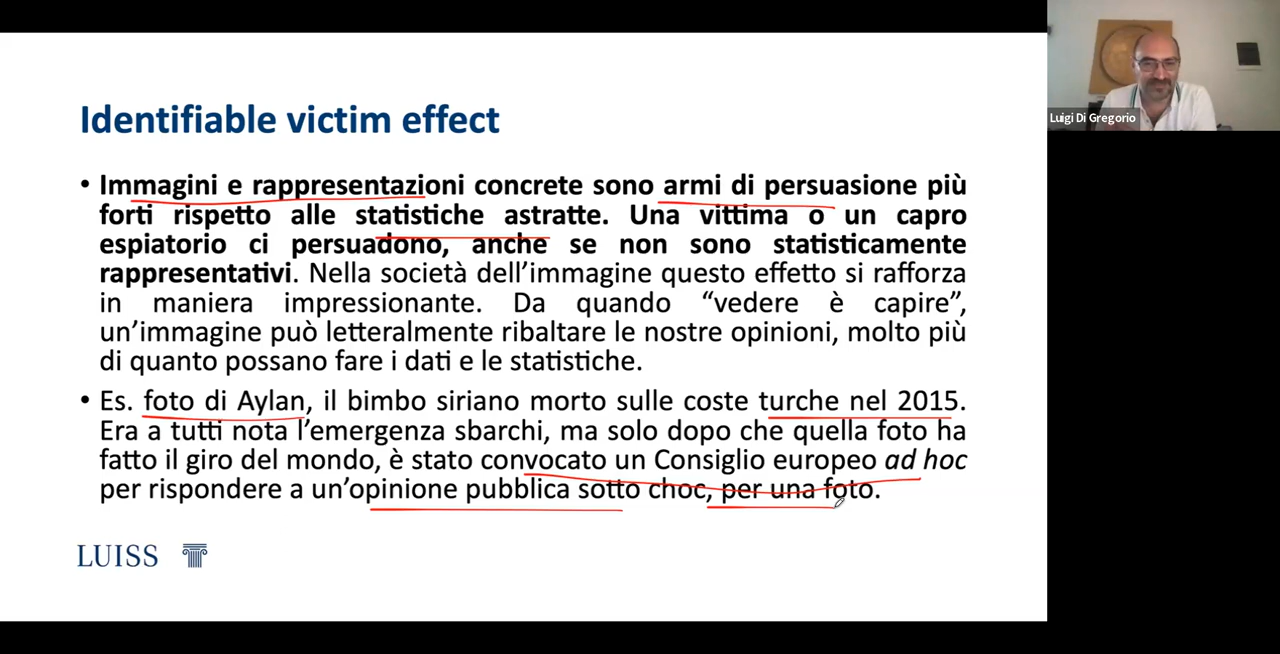 Identifiable victim effect
• Immagini e rappresentazioni concrete sono armi di persuasione più
forti rispetto alle statistiche astratte. Una vittima o un capro
espiatorio ci persuadono, anche se non sono statisticamente
rappresentativi. Nella società dell’immagine questo effetto si rafforza
in maniera impressionante. Da quando “vedere è capire”,
un’immagine può letteralmente ribaltare le nostre opinioni, molto più
di quanto possano fare i dati e le statistiche.
• Es. foto di Aylan, il bimbo siriano morto sulle coste turche nel 2015.
Era a tutti nota l’emergenza sbarchi, ma solo dopo che quella foto ha
fatto il giro del mondo, è stato convocato un Consiglio europeo ad hoc
per rispondere a un’opinione pubblica sotto choc, per una foto.
LUISS
Luigi Di Gregorio